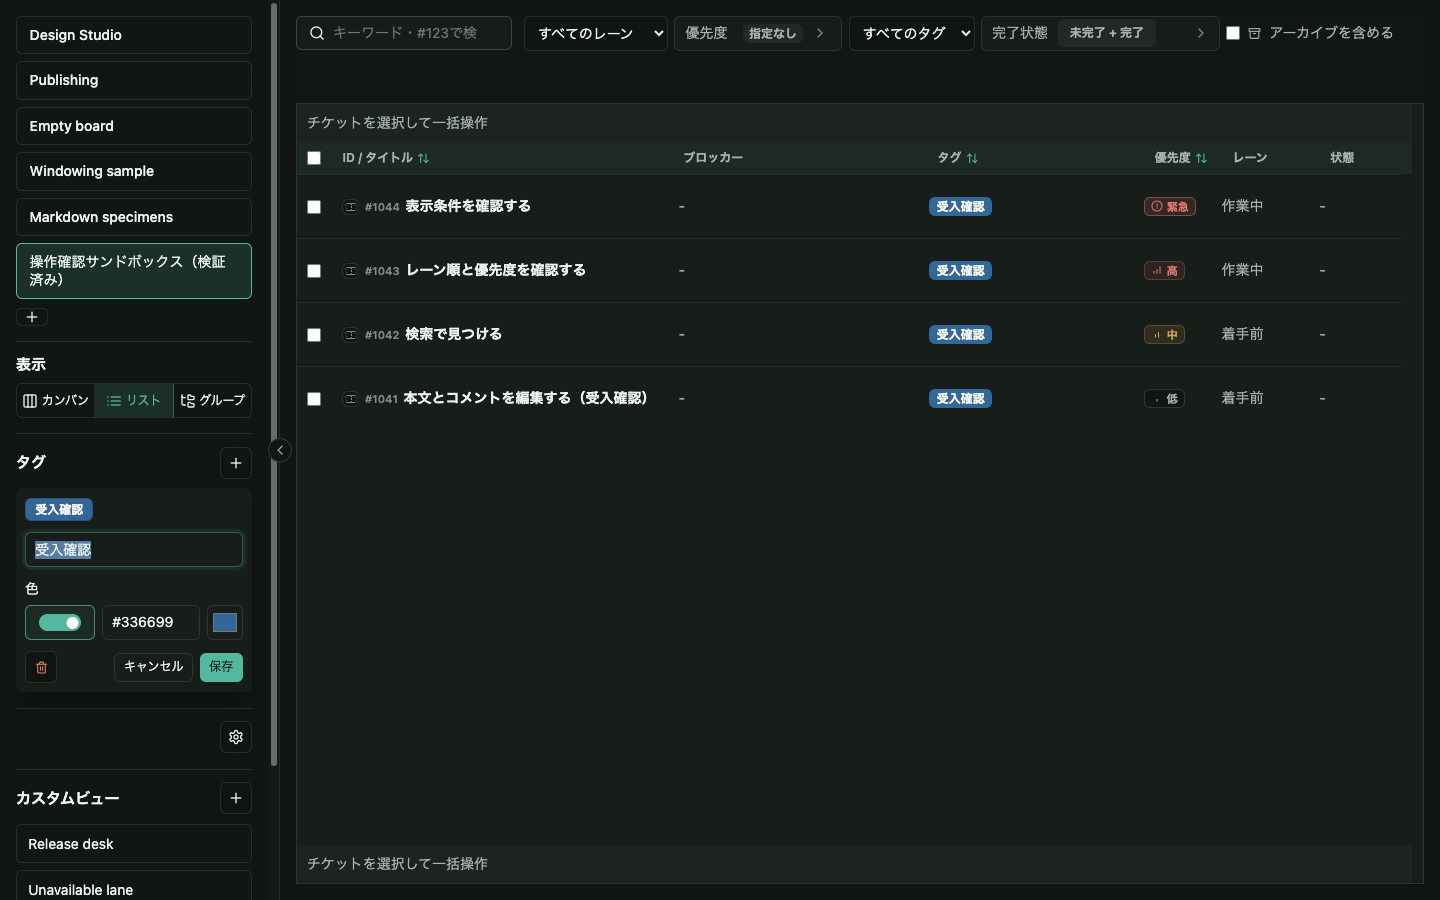 Design Studio
Publishing
Empty board
Windowing sample
Markdown specimens
操作確認サンドボックス（検証
済み）
表示
カンバン リスト グループ
タグ
受入確認
受入確認
色
#336699
キャンセル 保存
カスタムビュー
Release desk
Unavailable lane
キーワード・#123で検 すべてのレーン 優先度 指定なし すべてのタグ 完了状態 未完了 + 完了 アーカイブを含める
チケットを選択して一括操作
ID / タイトル ブロッカー タグ 優先度 レーン 状態
#1044 表示条件を確認する - 受入確認 緊急 作業中 -
#1043 レーン順と優先度を確認する - 受入確認 高 作業中 -
#1042 検索で見つける - 受入確認 中 着手前 -
#1041 本文とコメントを編集する（受入確認） - 受入確認 低 着手前 -
チケットを選択して一括操作